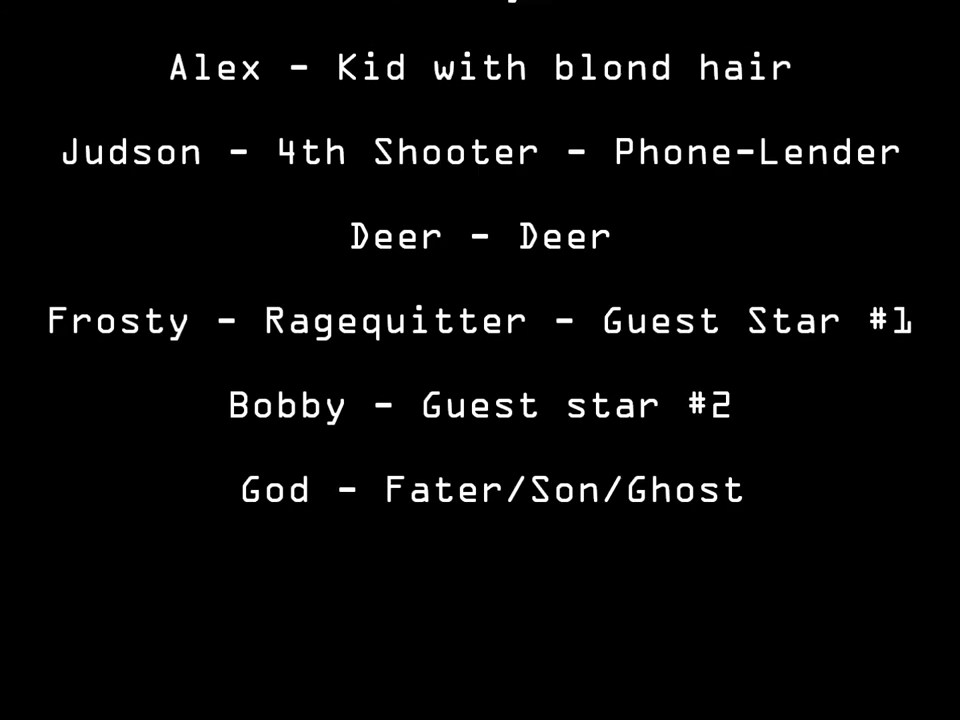 Alex - Kid with blond hair
Judson - 4th Shooter - Phone-Lender
Deer - Deer
Frosty - Ragequitter - Guest Star #1
Bobby - Guest star #2
God - Fater/Son/Ghost